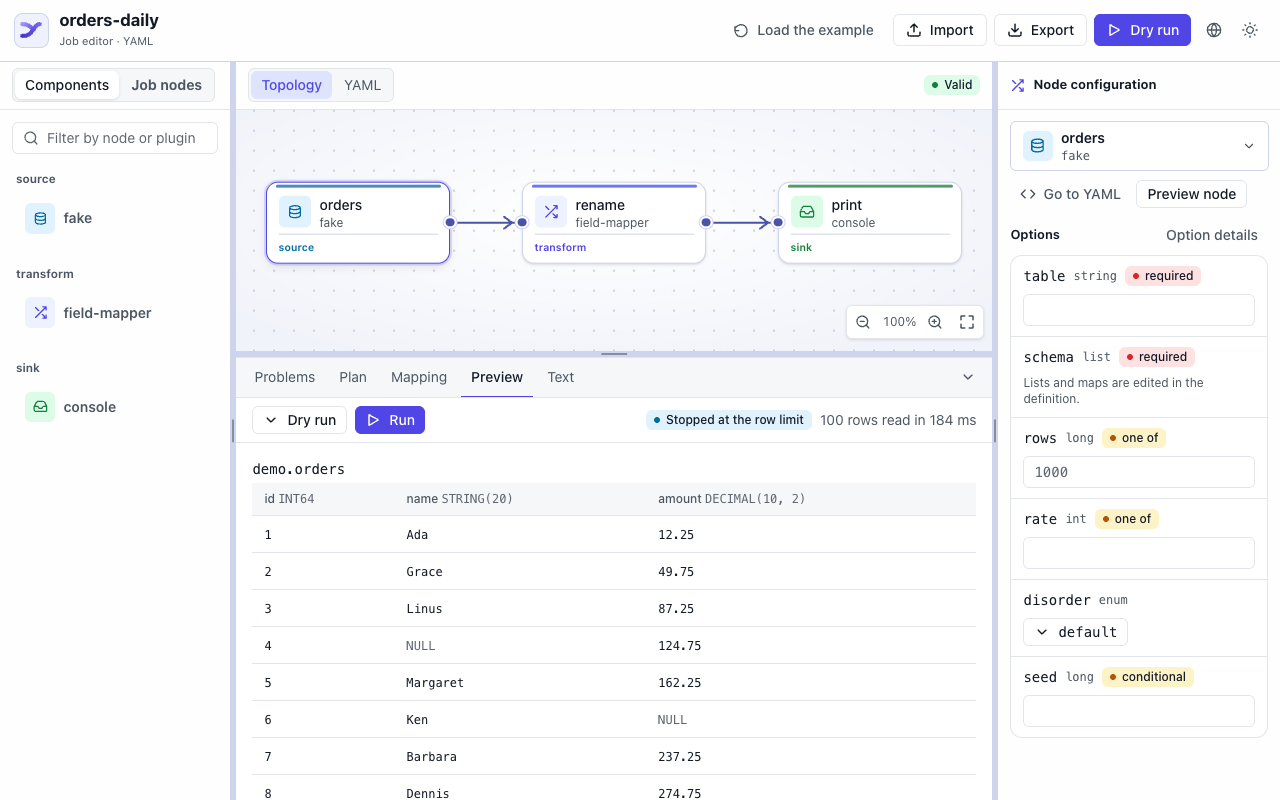 orders-daily
Job editor · YAML
Load the example
Import
Export
Dry run
Components
Job nodes
Filter by node or plugin
source
fake
transform
field-mapper
sink
console
Topology
YAML
Valid
orders
fake
source
rename
field-mapper
transform
print
console
sink
100%
Problems
Plan
Mapping
Preview
Text
Dry run
Run
Stopped at the row limit
100 rows read in 184 ms
demo.orders
id INT64 name STRING(20) amount DECIMAL(10, 2)
1 Ada 12.25
2 Grace 49.75
3 Linus 87.25
4 NULL 124.75
5 Margaret 162.25
6 Ken NULL
7 Barbara 237.25
8 Dennis 274.75
Node configuration
orders
fake
Go to YAML
Preview node
Options
Option details
table string required
schema list required
Lists and maps are edited in the
definition.
rows long one of
1000
rate int one of
disorder enum
default
seed long conditional